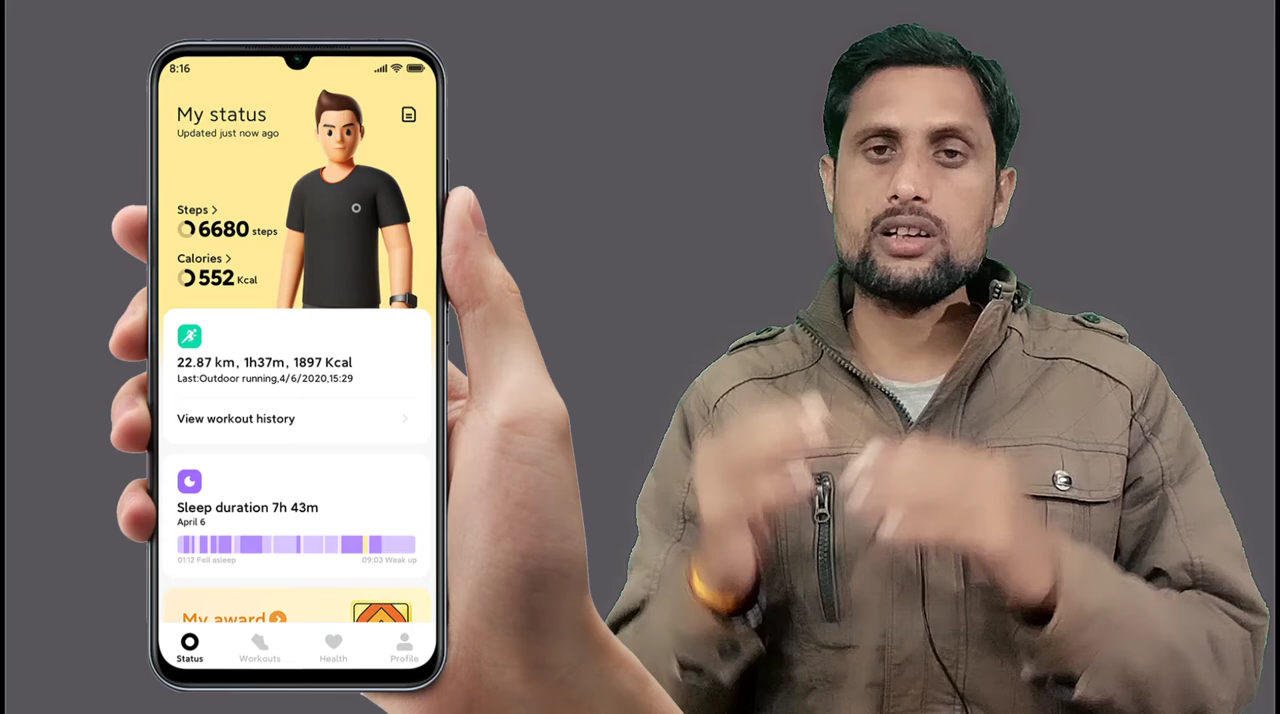 8:16
My status
Updated just now ago
Steps >
6680 steps
Calories >
552 Kcal
22.87 km, 1h37m, 1897 Kcal
Last:Outdoor running,4/6/2020,15:29
View workout history >
Sleep duration 7h 43m
April 6
01:12 Fell asleep 09:03 Weak up
My award >
Status Workouts Health Profile